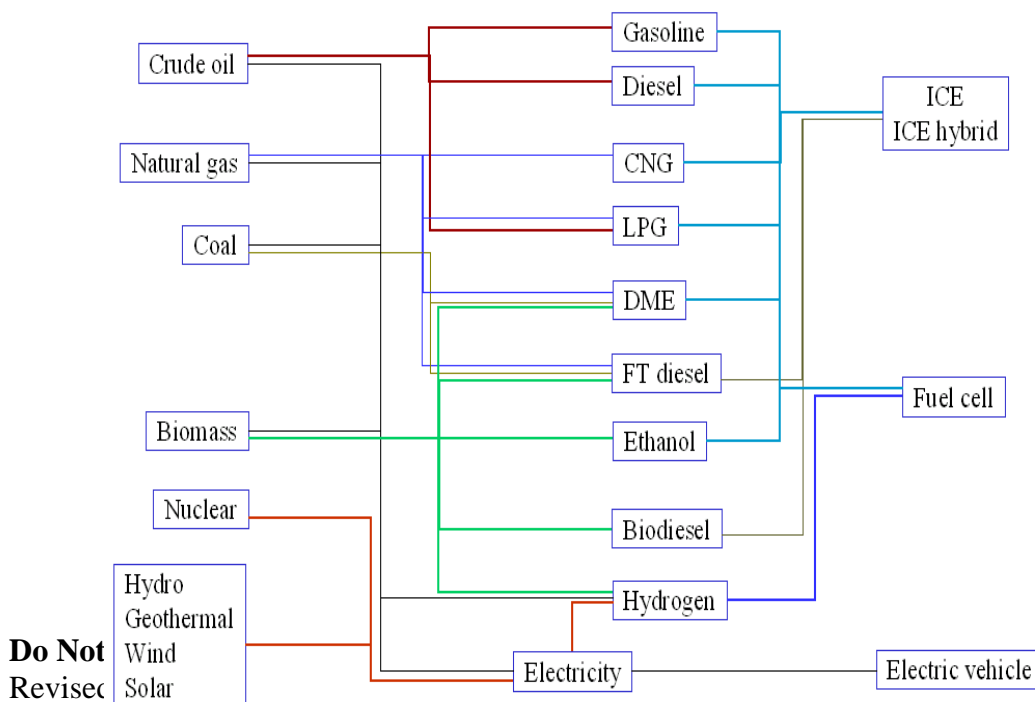 Gasoline
Crude oil
Diesel
ICE
ICE hybrid
Natural gas
CNG
LPG
Coal
DME
FT diesel
Fuel cell
Biomass
Ethanol
Nuclear
Biodiesel
Hydro
Geothermal
Wind
Solar
Hydrogen
Do Not
Electricity
Electric vehicle